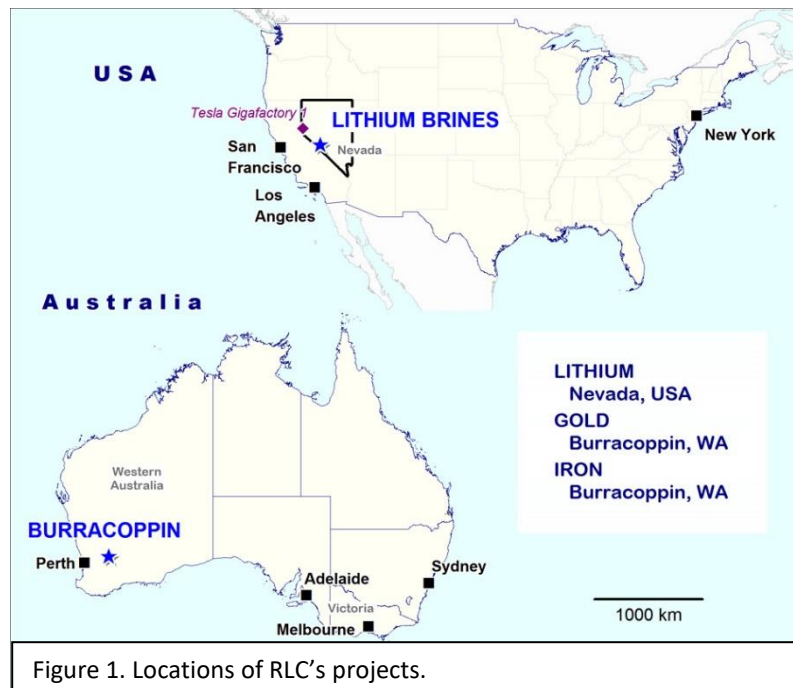 USA
Tesla Gigafactory 1
LITHIUM BRINES
Nevada
San
Francisco
New York
Los
Angeles
Australia
LITHIUM
Nevada, USA
GOLD
Burracoppin, WA
IRON
Burracoppin, WA
Western
Australia
BURRACOPPIN
Perth
Adelaide
Sydney
Victoria
Melbourne
1000 km
Figure 1. Locations of RLC’s projects.